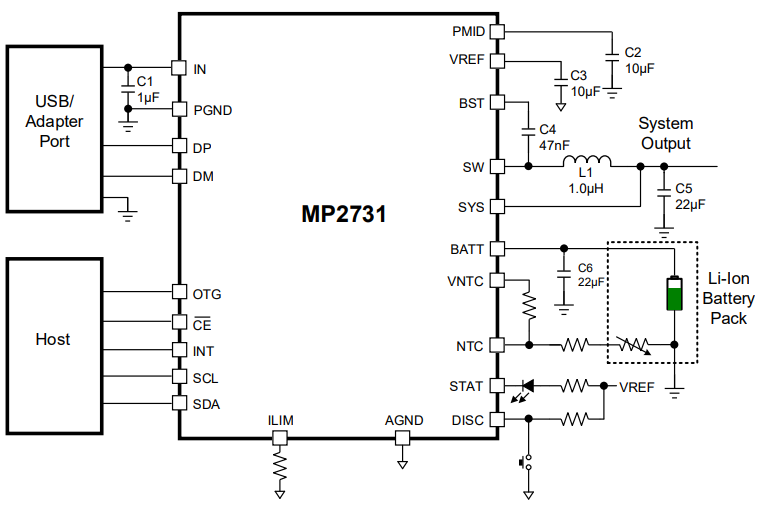 USB/
Adapter
Port
C1
1µF
IN
PGND
DP
DM
Host
OTG
CE
INT
SCL
SDA
MP2731
ILIM
AGND
PMID
VREF
BST
SW
SYS
BATT
VNTC
NTC
STAT
DISC
C2
10µF
C3
10µF
C4
47nF
L1
1.0µH
System
Output
C5
22µF
C6
22µF
Li-Ion
Battery
Pack
VREF